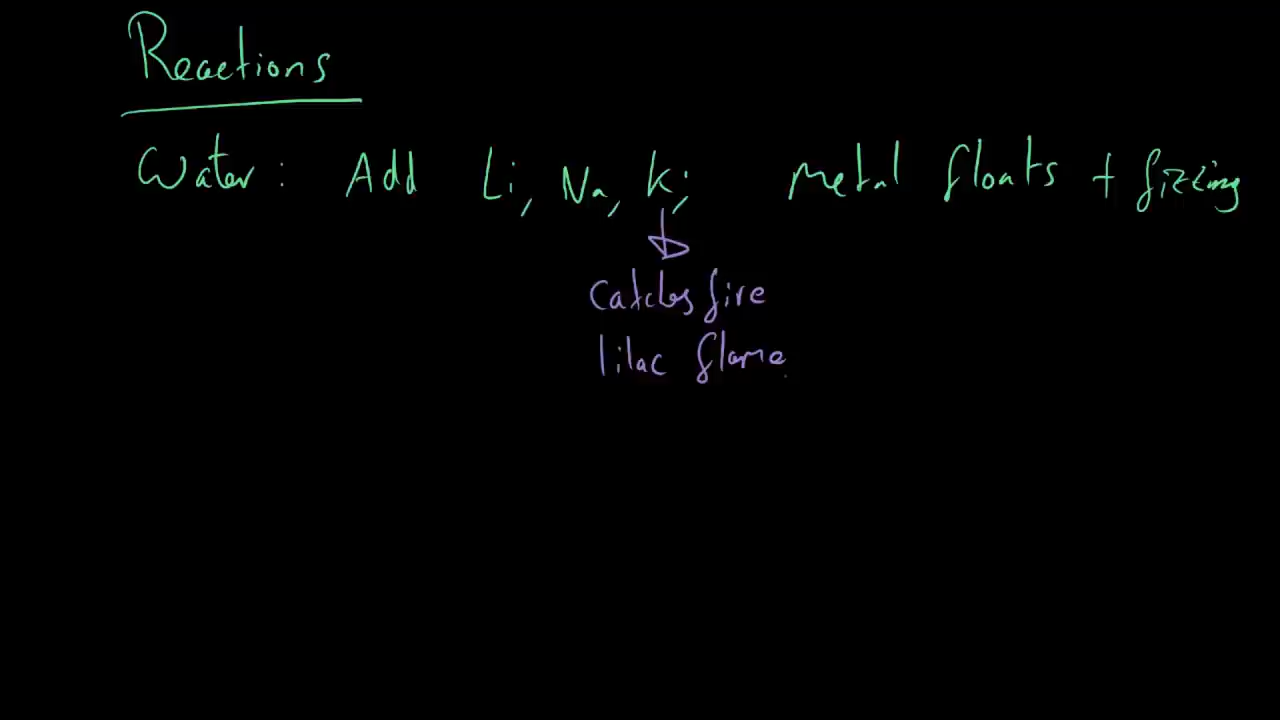 Reactions
Water: Add Li, Na, K; Metal floats + fizzing
Catches fire
lilac flame